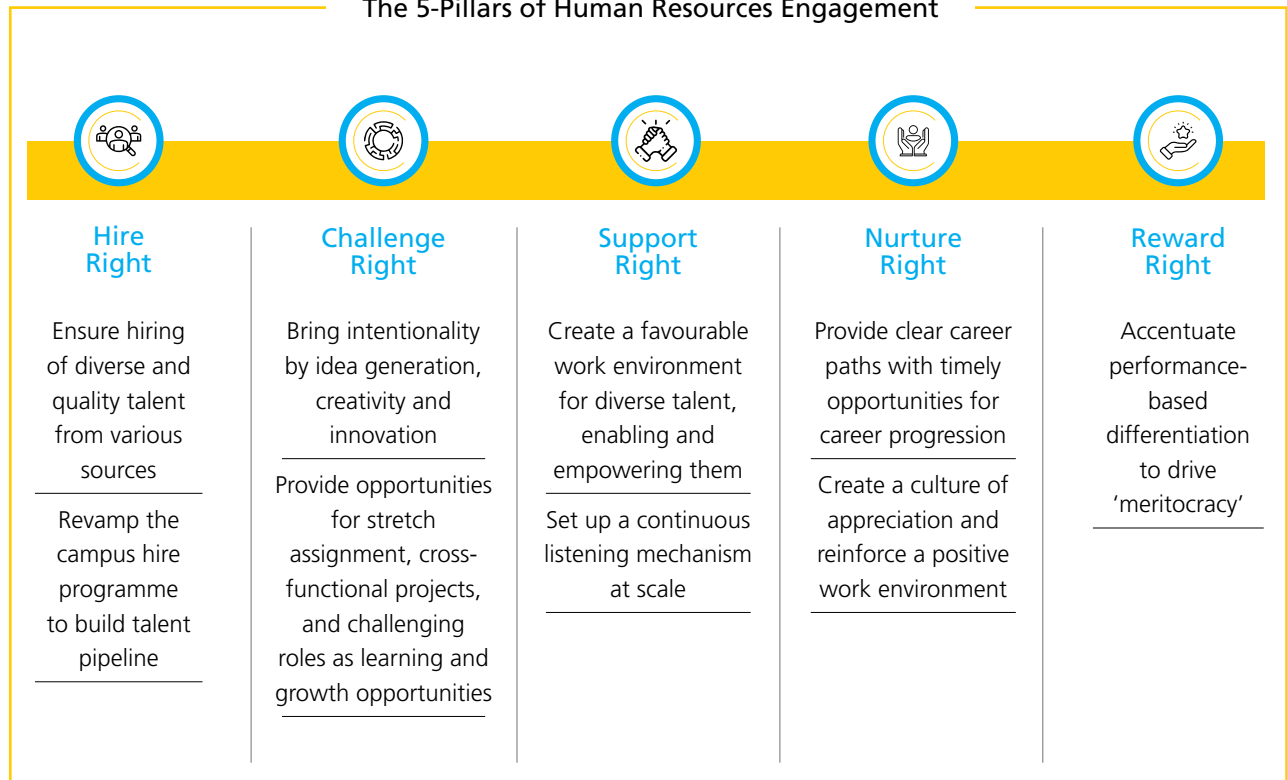 The 5-Pillars of Human Resources Engagement
Hire
Right
Ensure hiring
of diverse and
quality talent
from various
sources
Revamp the
campus hire
programme
to build talent
pipeline
Challenge
Right
Bring intentionality
by idea generation,
creativity and
innovation
Provide opportunities
for stretch
assignment, cross-
functional projects,
and challenging
roles as learning and
growth opportunities
Support
Right
Create a favourable
work environment
for diverse talent,
enabling and
empowering them
Set up a continuous
listening mechanism
at scale
Nurture
Right
Provide clear career
paths with timely
opportunities for
career progression
Create a culture of
appreciation and
reinforce a positive
work environment
Reward
Right
Accentuate
performance-
based
differentiation
to drive
‘meritocracy’